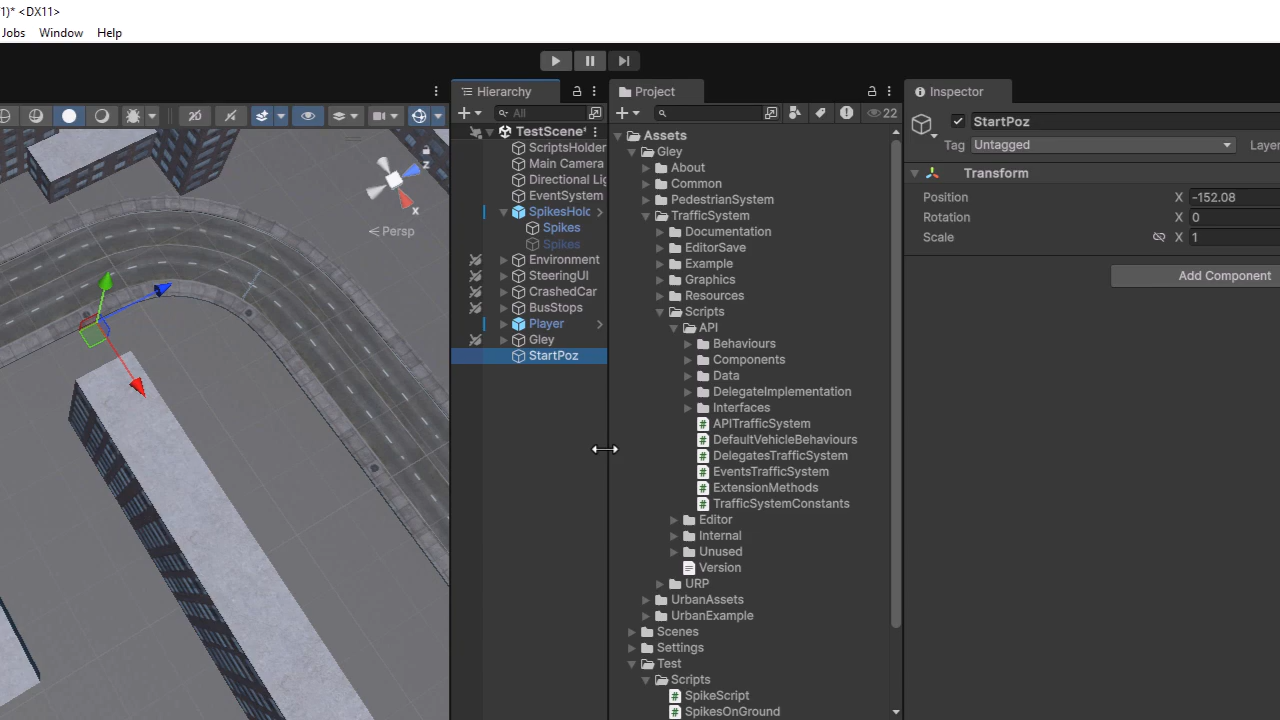 1)* <DX11>
Jobs Window Help
Hierarchy
All
TestScene*
ScriptsHolder
Main Camera
Directional Lig
EventSystem
SpikesHolc
Spikes
Spikes
Environment
SteeringUI
CrashedCar
BusStops
Player
Gley
StartPoz
Project
22
Assets
Gley
About
Common
PedestrianSystem
TrafficSystem
Documentation
EditorSave
Example
Graphics
Resources
Scripts
API
Behaviours
Components
Data
DelegateImplementation
Interfaces
APITrafficSystem
DefaultVehicleBehaviours
DelegatesTrafficSystem
EventsTrafficSystem
ExtensionMethods
TrafficSystemConstants
Editor
Internal
Unused
Version
URP
UrbanAssets
UrbanExample
Scenes
Settings
Test
Scripts
SpikeScript
SpikesOnGround
Inspector
StartPoz
Tag Untagged Layer
Transform
Position X -152.08
Rotation X 0
Scale X 1
Add Component
z
x
Persp